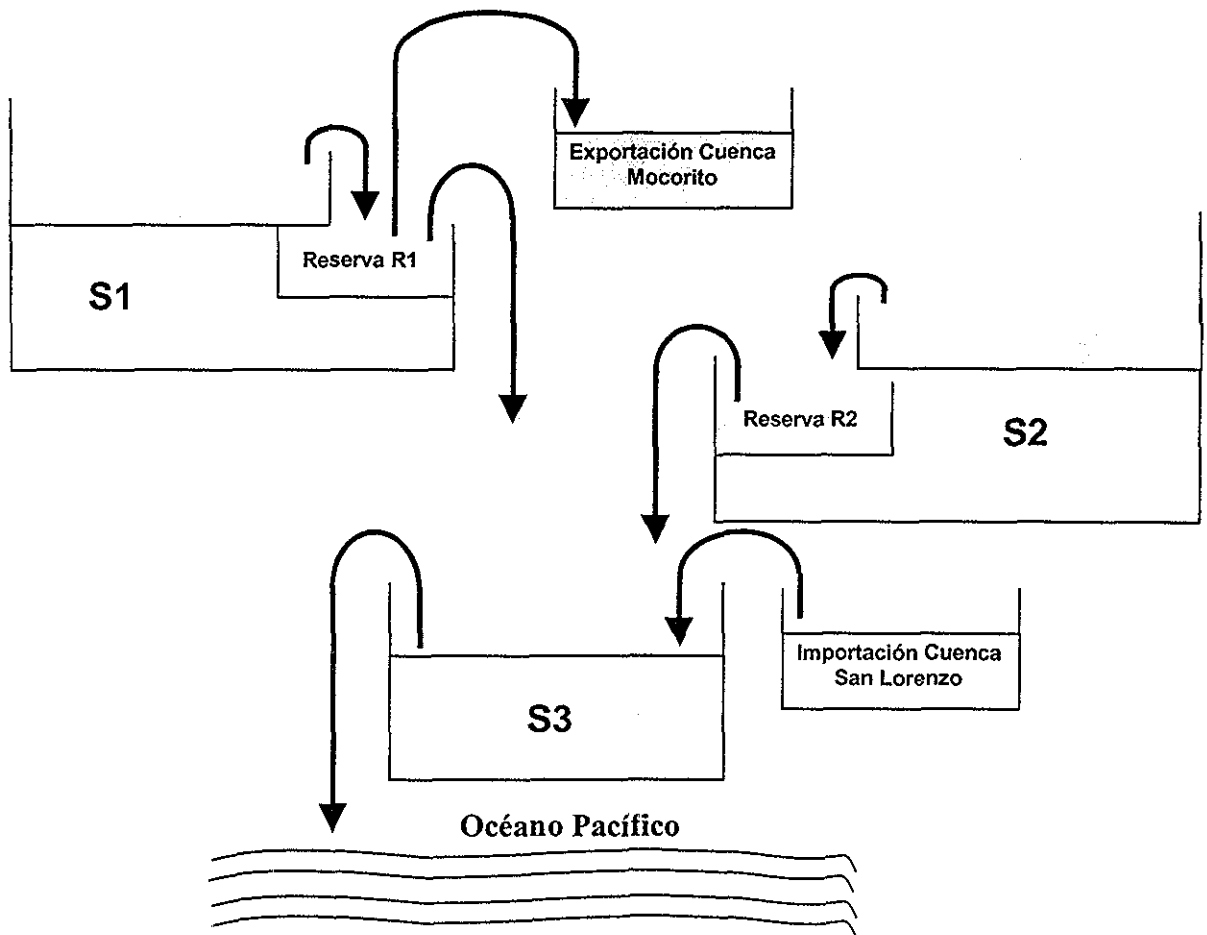 Exportación Cuenca
Mocorito
Reserva R1
S1
Reserva R2
S2
Importación Cuenca
San Lorenzo
S3
Océano Pacífico